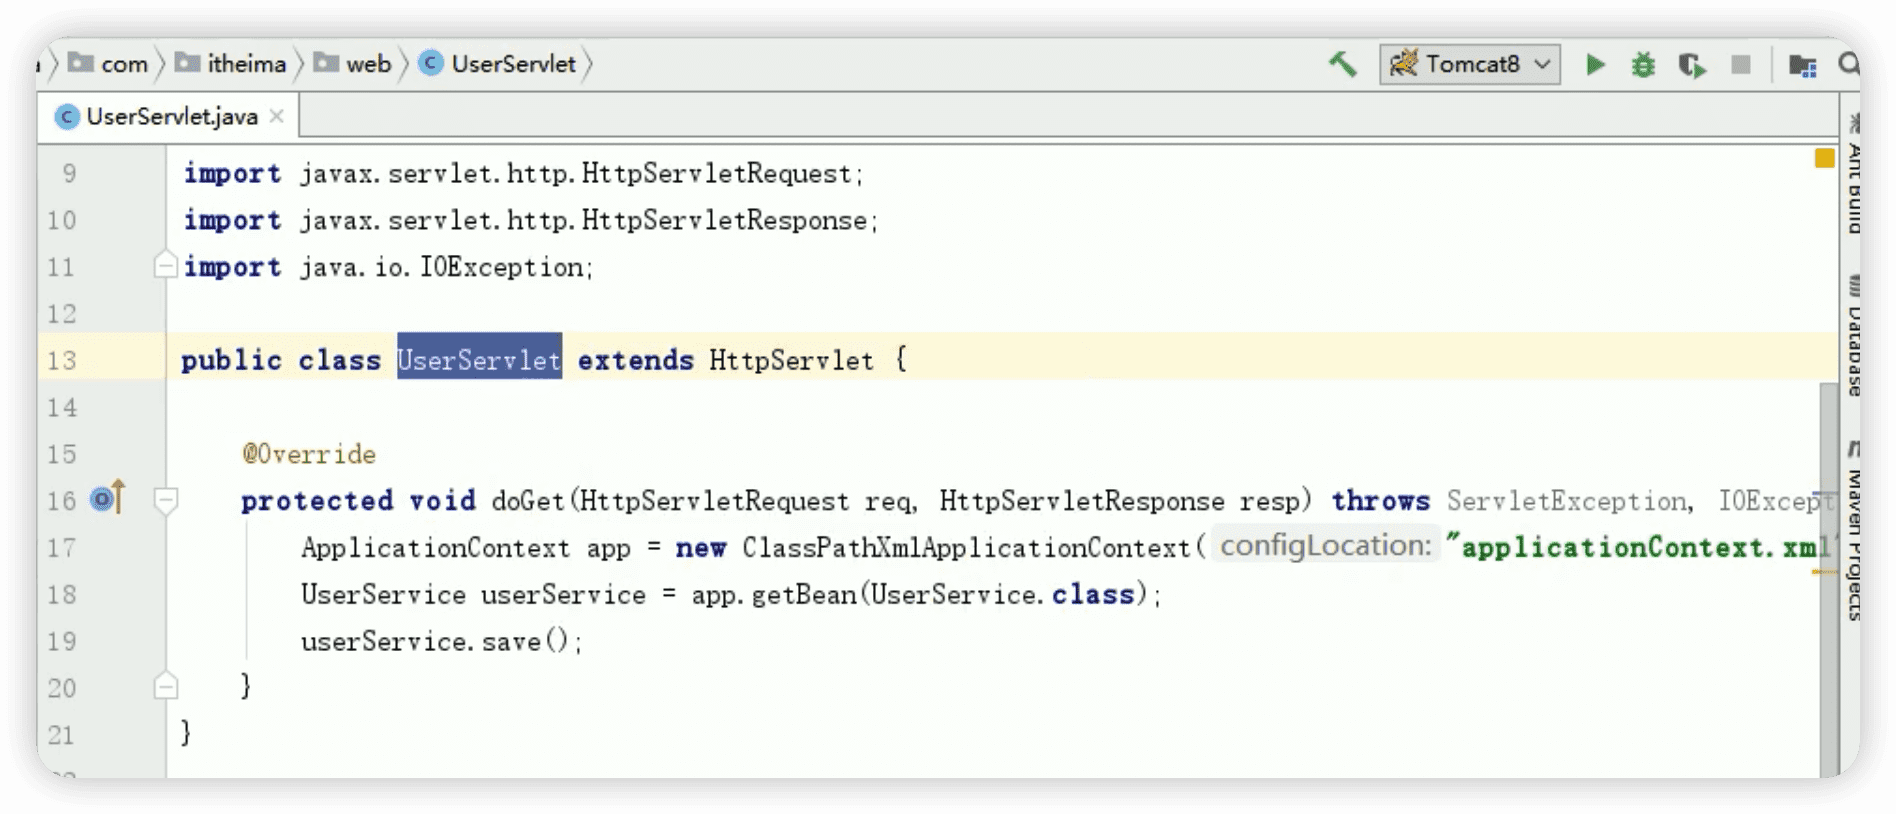 com itheima web UserServlet Tomcat8
UserServlet.java
9 import javax.servlet.http.HttpServletRequest;
10 import javax.servlet.http.HttpServletResponse;
11 import java.io.IOException;
12
13 public class UserServlet extends HttpServlet {
14
15 @Override
16 protected void doGet(HttpServletRequest req, HttpServletResponse resp) throws ServletException, IOExcept
17 ApplicationContext app = new ClassPathXmlApplicationContext( configLocation: "applicationContext.xml"
18 UserService userService = app.getBean(UserService.class);
19 userService.save();
20 }
21 }
Ant Build
Database
Maven Projects